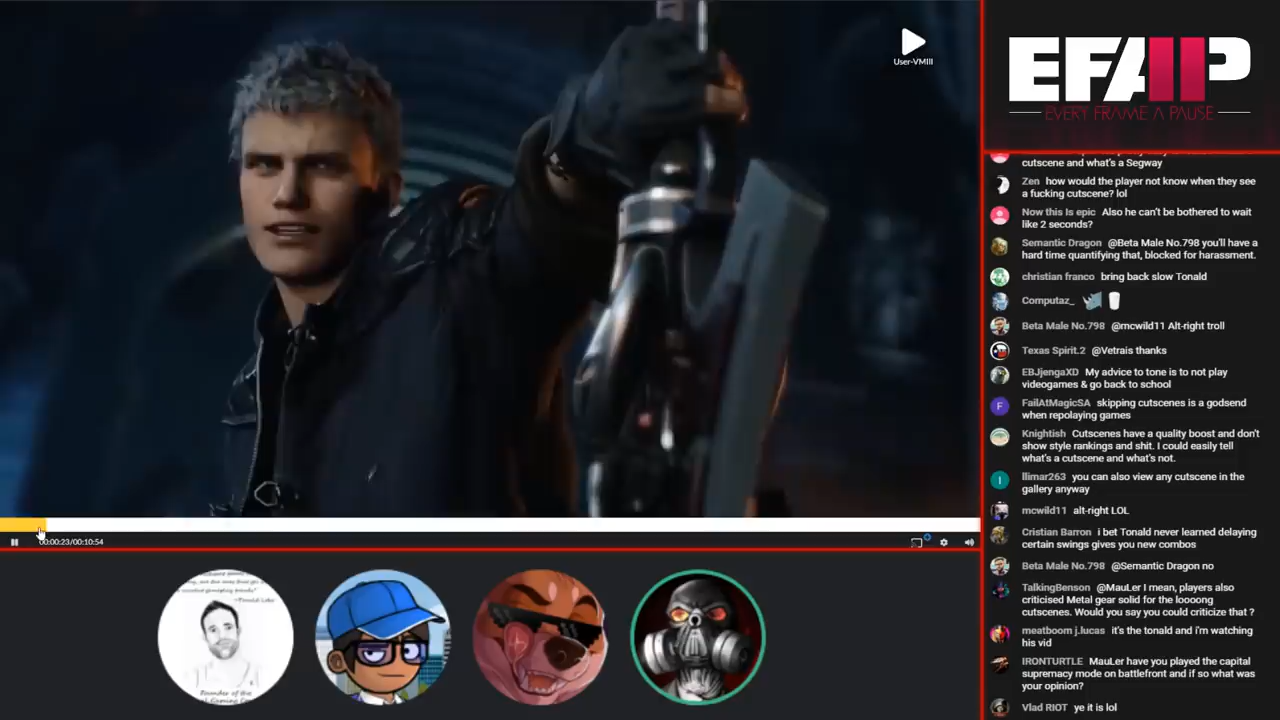 User-VMIII
EFAP
EVERY FRAME A PAUSE
cutscene and what's a Segway
Zen how would the player not know when they see
a fucking cutscene? lol
Now this Is epic Also he can't be bothered to wait
like 2 seconds?
Semantic Dragon @Beta Male No.798 you'll have a
hard time quantifying that, blocked for harassment.
christian franco bring back slow Tonald
Computaz_
Beta Male No.798 @mcwild11 Alt-right troll
Texas Spirit.2 @Vetrais thanks
EBJjengaXD My advice to tone is to not play
videogames & go back to school
F FailAtMagicSA skipping cutscenes is a godsend
when repolaying games
Knightish Cutscenes have a quality boost and don't
show style rankings and shit. I could easily tell
what's a cutscene and what's not.
I llimar263 you can also view any cutscene in the
gallery anyway
mcwild11 alt-right LOL
Cristian Barron i bet Tonald never learned delaying
certain swings gives you new combos
Beta Male No.798 @Semantic Dragon no
TalkingBenson @MauLer I mean, players also
criticised Metal gear solid for the loooong
cutscenes. Would you say you could criticize that ?
meatboom j.lucas it's the tonald and i'm watching
his vid
IRONTURTLE MauLer have you played the capital
supremacy mode on battlefront and if so what was
your opinion?
Vlad RIOT ye it is lol
00:00:23/00:10:54
Founder of the